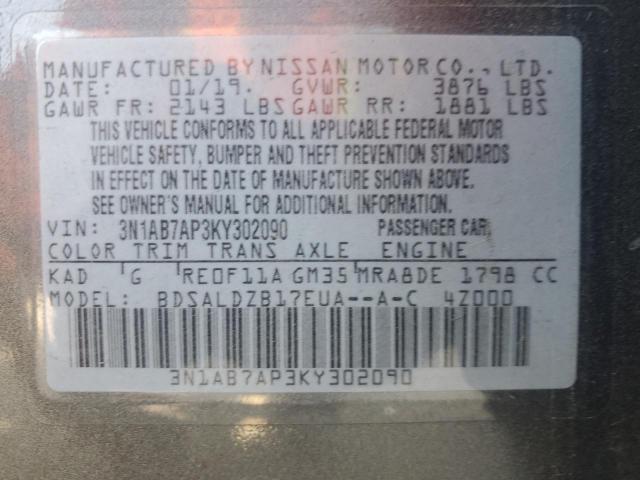 MANUFACTURED BY NISSAN MOTOR CO., LTD.
DATE: 01/19. GVWR: 3876 LBS
GAWR FR: 2143 LBS GAWR RR: 1881 LBS
THIS VEHICLE CONFORMS TO ALL APPLICABLE FEDERAL MOTOR
VEHICLE SAFETY, BUMPER AND THEFT PREVENTION STANDARDS
IN EFFECT ON THE DATE OF MANUFACTURE SHOWN ABOVE.
SEE OWNER'S MANUAL FOR ADDITIONAL INFORMATION.
VIN: 3N1AB7AP3KY302090 PASSENGER CAR.
COLOR TRIM TRANS AXLE ENGINE
KAD G RE0F11A GM35 MRA8DE 1798 CC
MODEL: BDSALDZB17EUA--A-C 4Z000
3N1AB7AP3KY302090